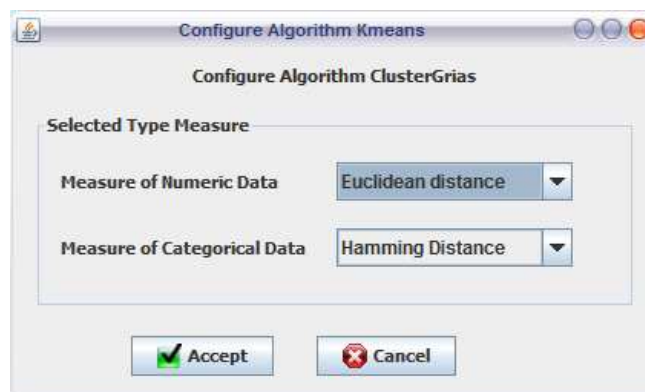 Configure Algorithm Kmeans
Configure Algorithm ClusterGrias
Selected Type Measure
Measure of Numeric Data Euclidean distance
Measure of Categorical Data Hamming Distance
Accept Cancel